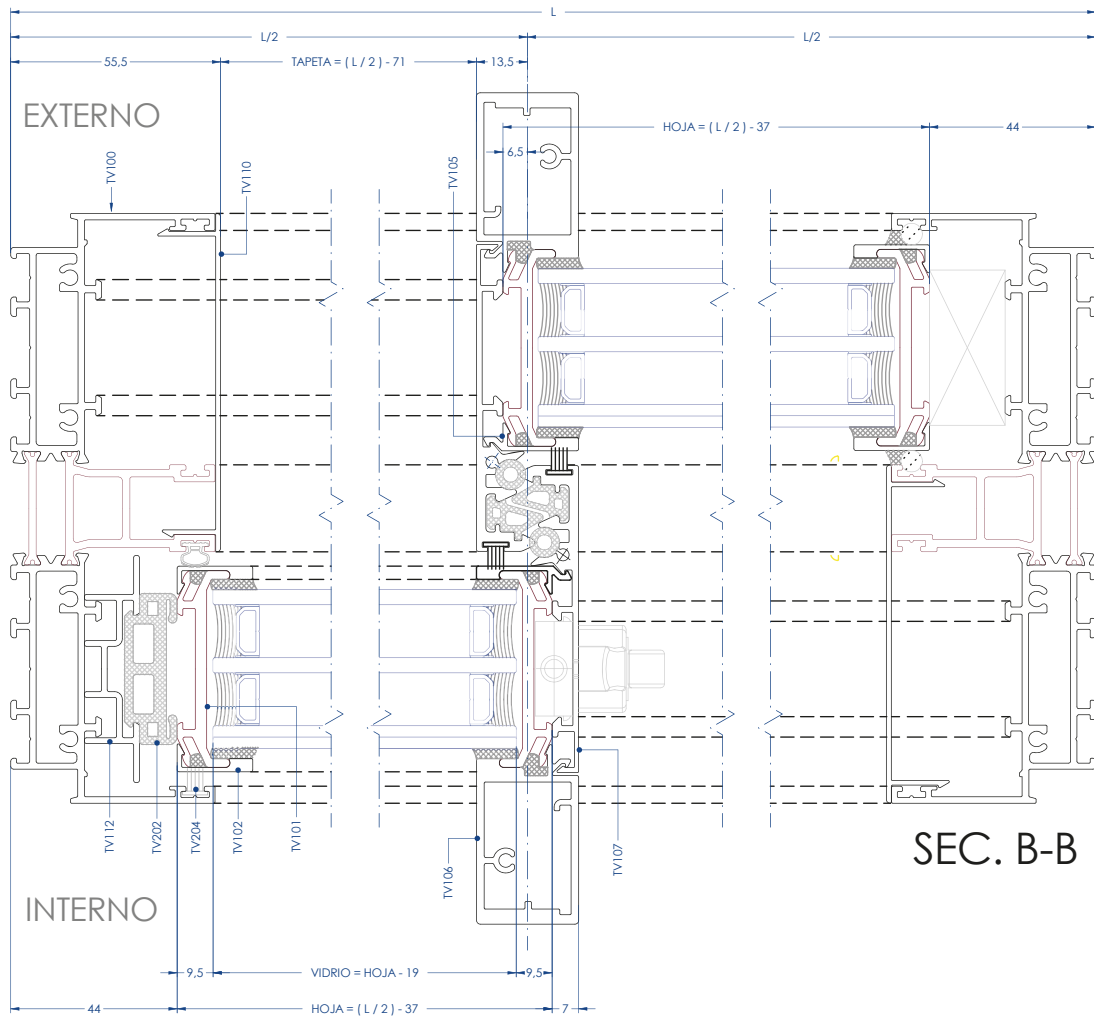 L
L/2
L/2
55,5
TAPETA = ( L / 2 ) - 71
13,5
EXTERNO
HOJA = ( L / 2 ) - 37
44
6,5
TV100
TV110
TV105
TV112
TV202
TV204
TV102
TV101
TV106
TV107
SEC. B-B
INTERNO
9,5
VIDRIO = HOJA - 19
9,5
44
HOJA = ( L / 2 ) - 37
7